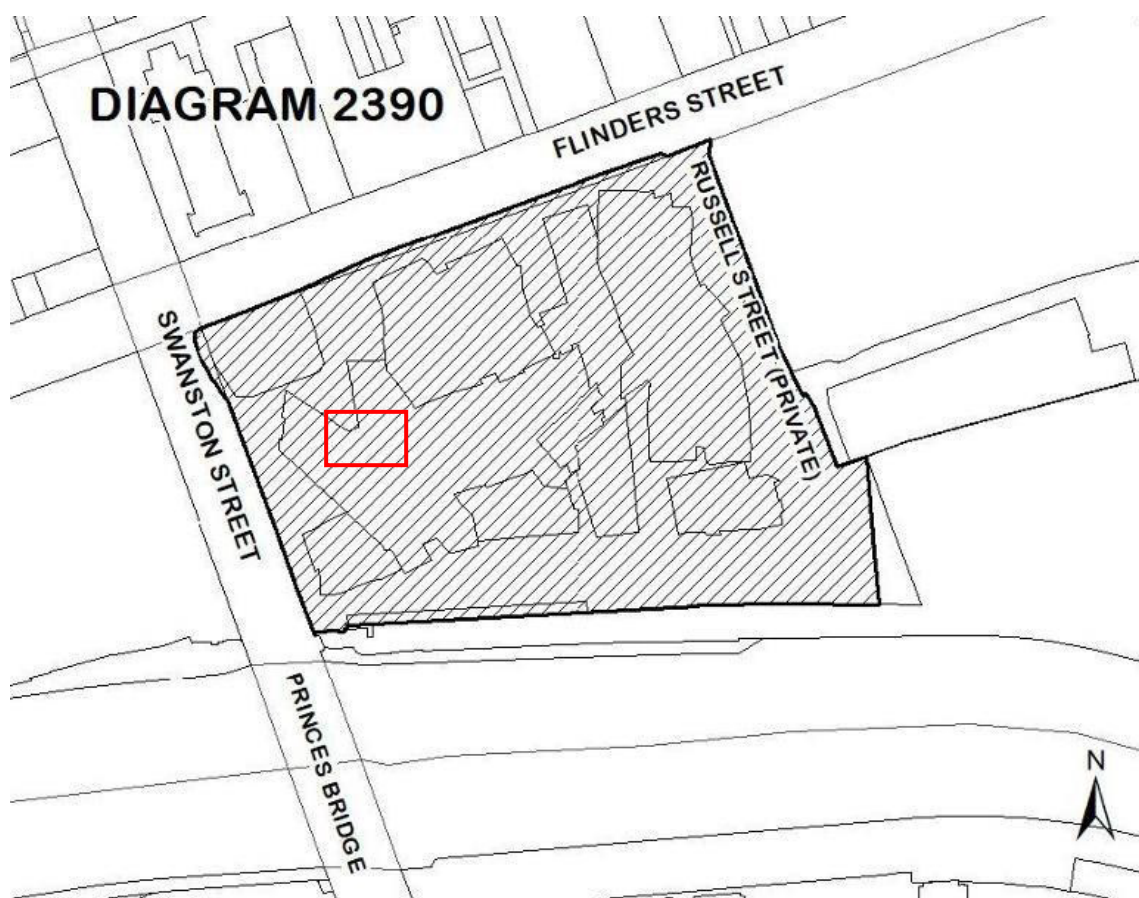 DIAGRAM 2390
FLINDERS STREET
RUSSELL STREET (PRIVATE)
SWANSTON STREET
PRINCES BRIDGE
N